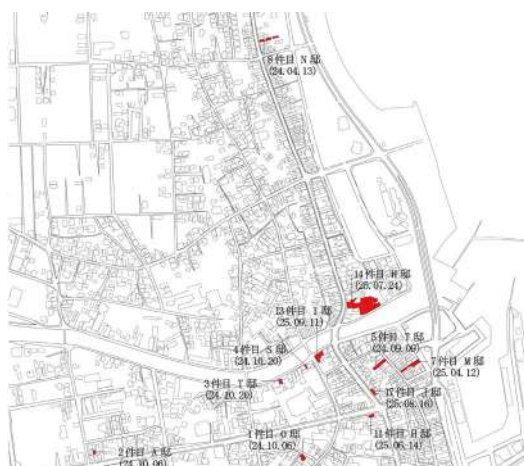 8件目 N邸
(24.04.13)
14件目 H邸
(25.07.24)
13件目 I邸
(25.09.11)
4件目 S邸
(24.10.20)
5件目 T邸
(24.09.09)
7件目 M邸
(25.04.12)
3件目 T邸
(24.10.20)
17件目 J邸
(25.08.16)
1件目 O邸
(24.10.06)
11件目 H邸
(25.06.14)
2件目 A邸
(24.10.06)